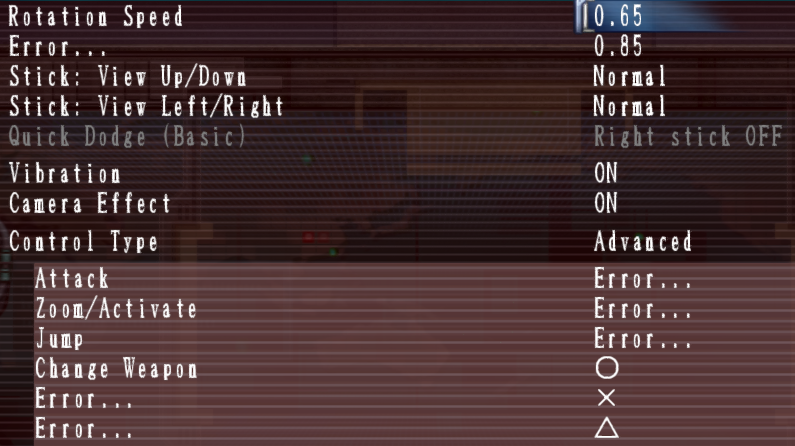 Rotation Speed 0.65
Error... 0.85
Stick: View Up/Down Normal
Stick: View Left/Right Normal
Quick Dodge (Basic) Right stick OFF
Vibration ON
Camera Effect ON
Control Type Advanced
Attack Error...
Zoom/Activate Error...
Jump Error...
Change Weapon ○
Error... ×
Error... △